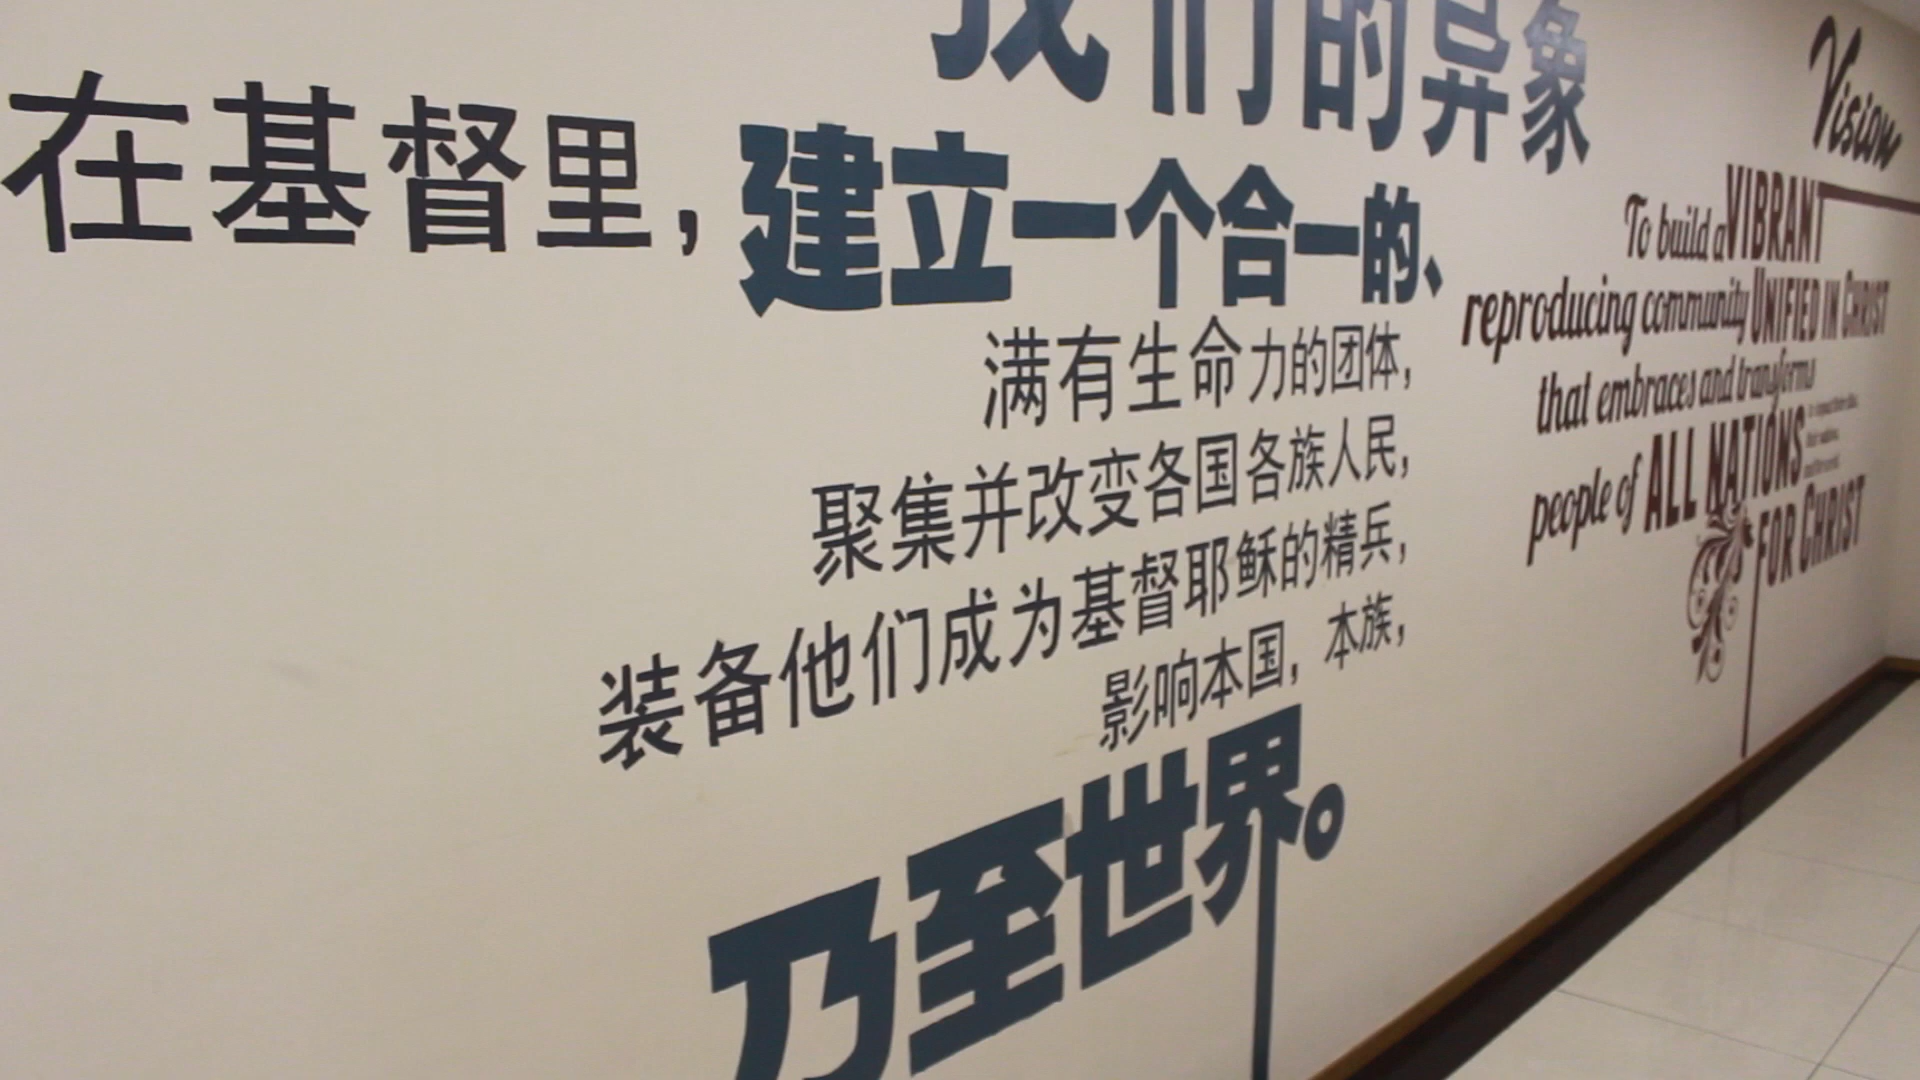 我们的异象
在基督里，建立一个合一的、
满有生命力的团体，
聚集并改变各国各族人民，
装备他们成为基督耶稣的精兵，
影响本国，本族，
乃至世界。
Vision
To build a VIBRANT
reproducing community UNIFIED IN CHRIST
that embraces and transforms
people of ALL NATIONS
FOR CHRIST